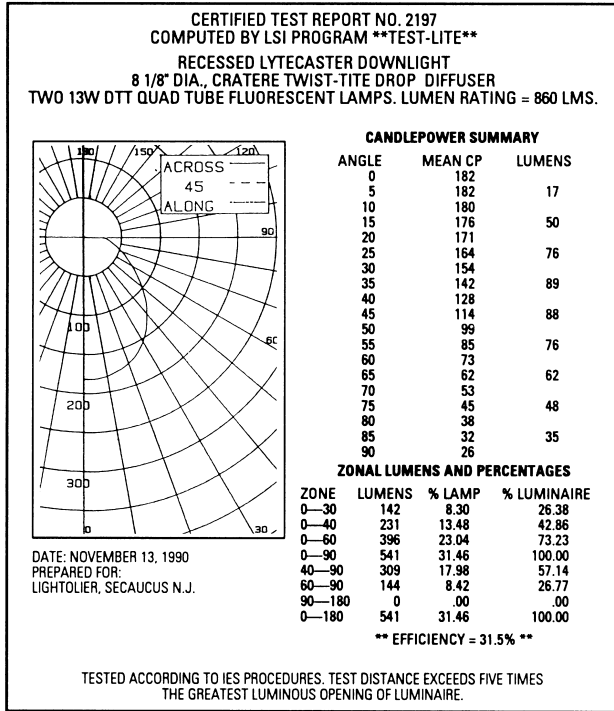 CERTIFIED TEST REPORT NO. 2197
COMPUTED BY LSI PROGRAM **TEST-LITE**
RECESSED LYTECASTER DOWNLIGHT
8 1/8" DIA., CRATERE TWIST-TITE DROP DIFFUSER
TWO 13W DTT QUAD TUBE FLUORESCENT LAMPS. LUMEN RATING = 860 LMS.
150 120
ACROSS
45
ALONG
90
100
60
200
300
0 30
DATE: NOVEMBER 13, 1990
PREPARED FOR:
LIGHTOLIER, SECAUCUS N.J.
CANDLEPOWER SUMMARY
ANGLE MEAN CP LUMENS
0 182
5 182 17
10 180
15 176 50
20 171
25 164 76
30 154
35 142 89
40 128
45 114 88
50 99
55 85 76
60 73
65 62 62
70 53
75 45 48
80 38
85 32 35
90 26
ZONAL LUMENS AND PERCENTAGES
ZONE LUMENS % LAMP % LUMINAIRE
0—30 142 8.30 26.38
0—40 231 13.48 42.86
0—60 396 23.04 73.23
0—90 541 31.46 100.00
40—90 309 17.98 57.14
60—90 144 8.42 26.77
90—180 0 .00 .00
0—180 541 31.46 100.00
** EFFICIENCY = 31.5% **
TESTED ACCORDING TO IES PROCEDURES. TEST DISTANCE EXCEEDS FIVE TIMES
THE GREATEST LUMINOUS OPENING OF LUMINAIRE.